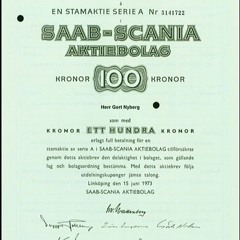 EN STAMAKTIE SERIE A Nr 5141722
SAAB-SCANIA
AKTIEBOLAG
KRONOR 100 KRONOR
Herr Gort Nyberg
som med
KRONOR ETT HUNDRA KRONOR
erlagt full betalning för en
stamaktie av serie A i SAAB-SCANIA AKTIEBOLAG tillförsäkras
genom detta aktiebrev den delaktighet i bolaget, som gällande
lag och bolagsordning bestämma. Med detta aktiebrev följa
utdelningskuponger jämte talong.
Linköping den 15 juni 1973
SAAB-SCANIA AKTIEBOLAG